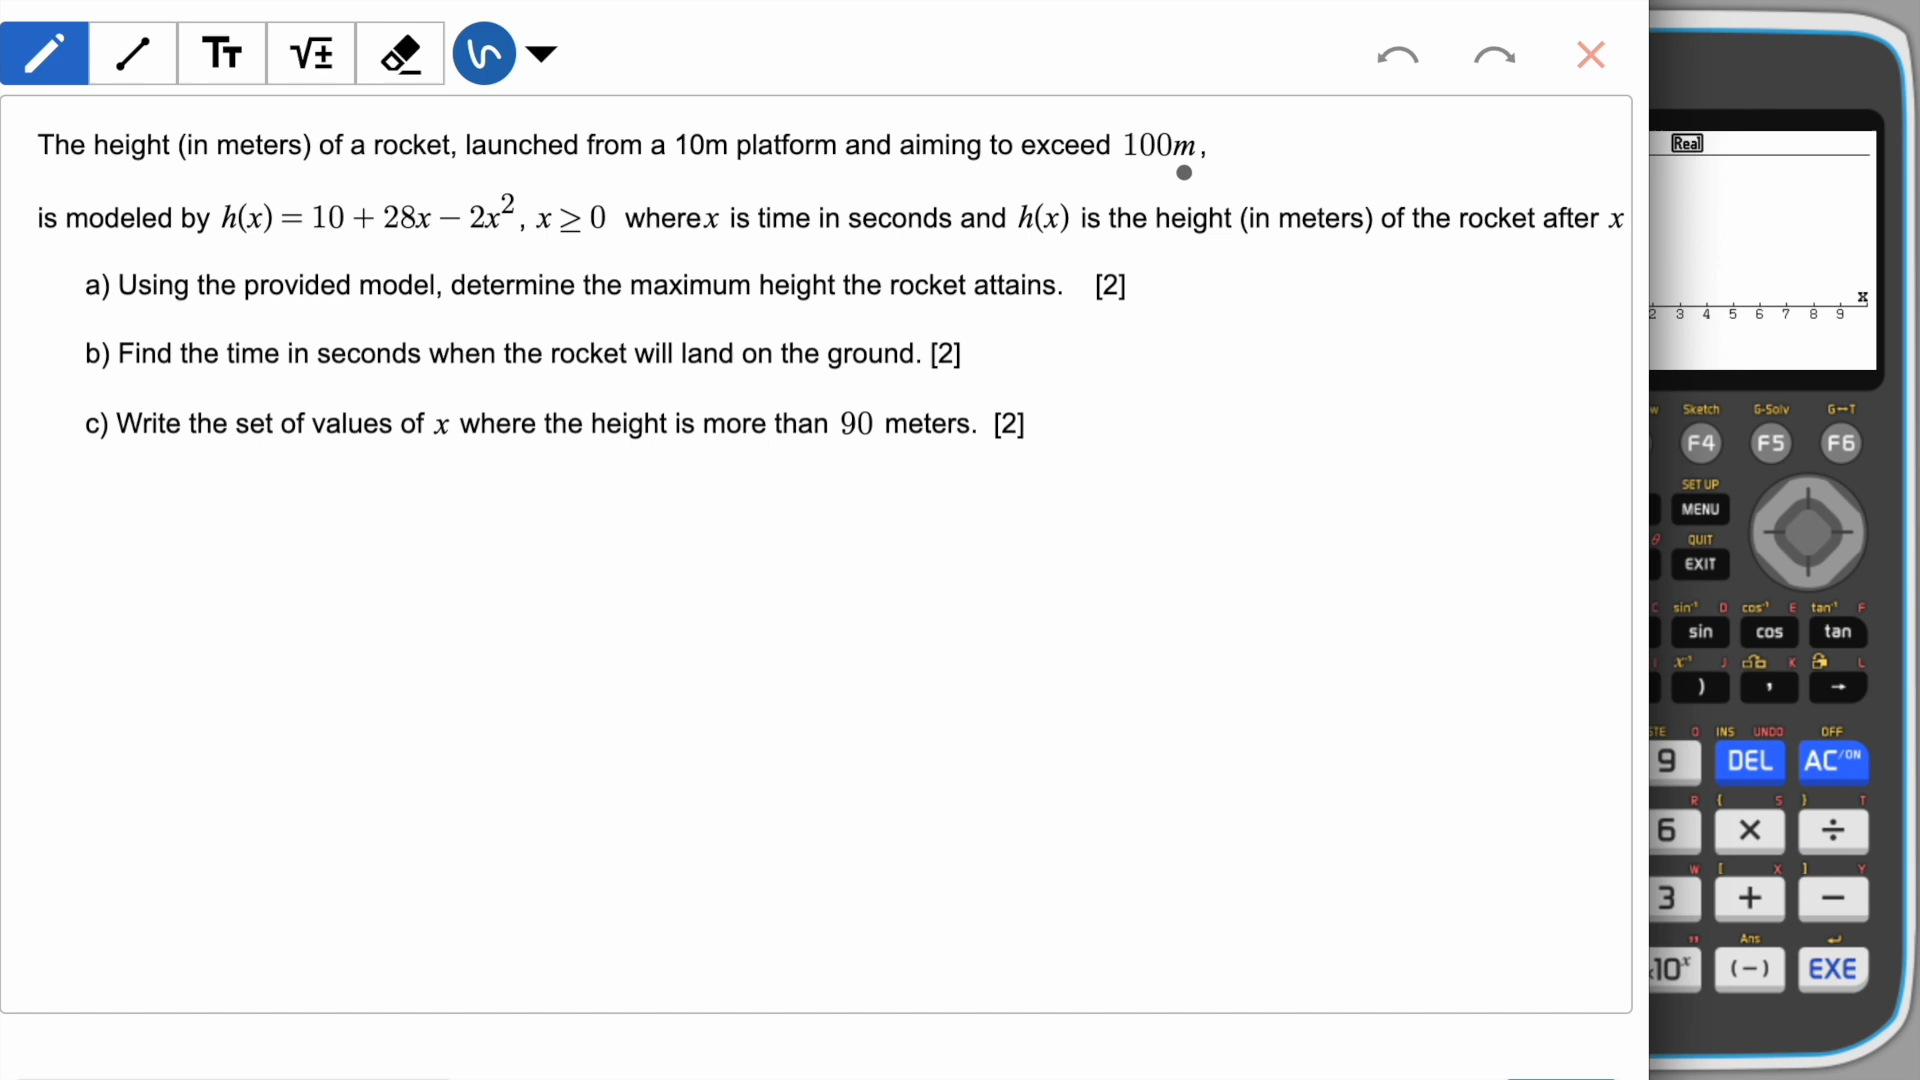 TT √±
The height (in meters) of a rocket, launched from a 10m platform and aiming to exceed 100m,
is modeled by h(x) = 10 + 28x − 2x², x ≥ 0 where x is time in seconds and h(x) is the height (in meters) of the rocket after x
a) Using the provided model, determine the maximum height the rocket attains. [2]
b) Find the time in seconds when the rocket will land on the ground. [2]
c) Write the set of values of x where the height is more than 90 meters. [2]
Real
x
2 3 4 5 6 7 8 9
Sketch G-Solv G↔T
F4 F5 F6
SET UP
MENU
θ QUIT
EXIT
C sin⁻¹ D cos⁻¹ E tan⁻¹ F
sin cos tan
I x⁻¹ J K L
) , →
O INS UNDO OFF
9 DEL AC/ON
R { S } T
6 × ÷
W [ X ] Y
3 + −
" Ans
10ˣ (−) EXE